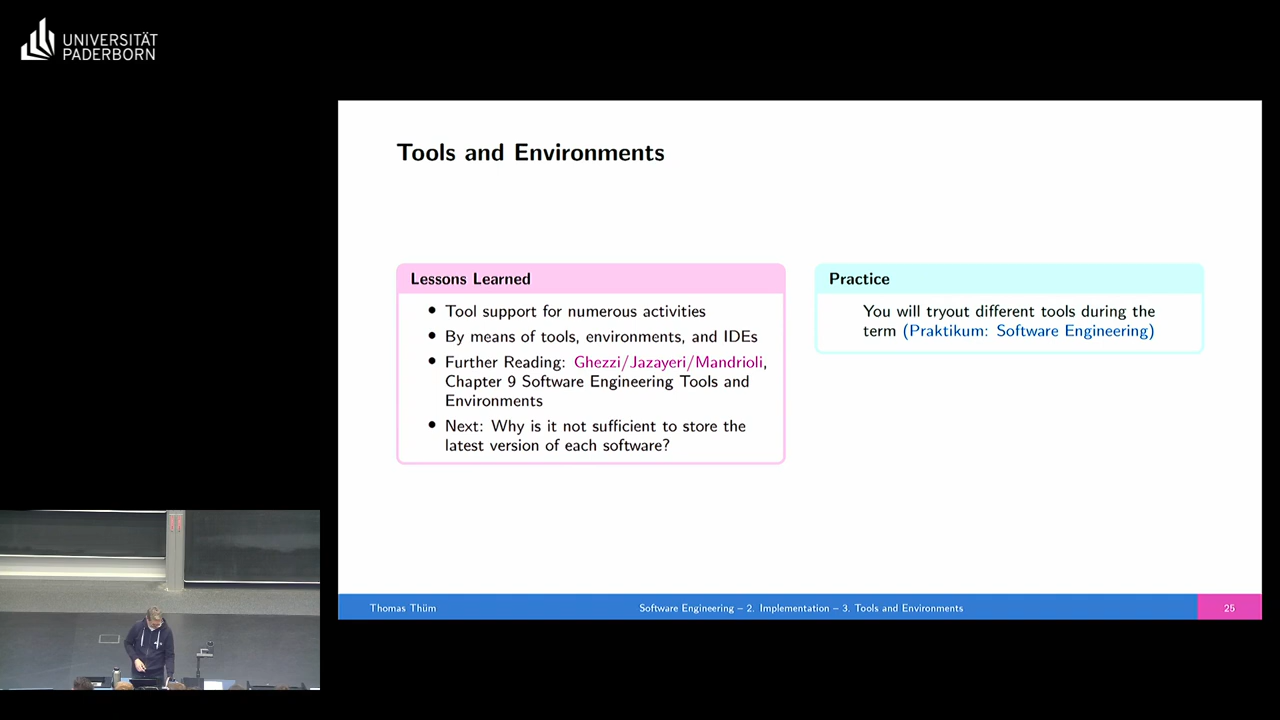 UNIVERSITÄT
PADERBORN
Tools and Environments
Lessons Learned
• Tool support for numerous activities
• By means of tools, environments, and IDEs
• Further Reading: Ghezzi/Jazayeri/Mandrioli,
Chapter 9 Software Engineering Tools and
Environments
• Next: Why is it not sufficient to store the
latest version of each software?
Practice
You will tryout different tools during the
term (Praktikum: Software Engineering)
Thomas Thüm
Software Engineering – 2. Implementation – 3. Tools and Environments
25